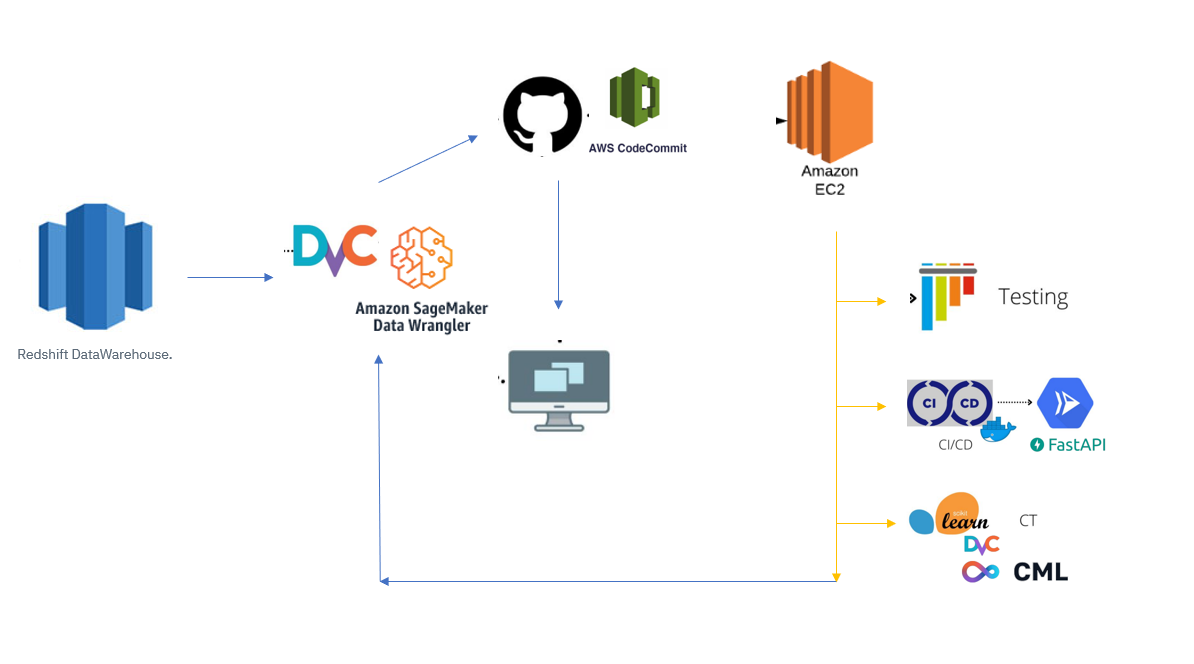 AWS CodeCommit
Amazon
EC2
DVC
Amazon SageMaker
Data Wrangler
Redshift DataWarehouse.
Testing
CI CD
CI/CD
FastAPI
scikit
learn
CT
DVC
CML